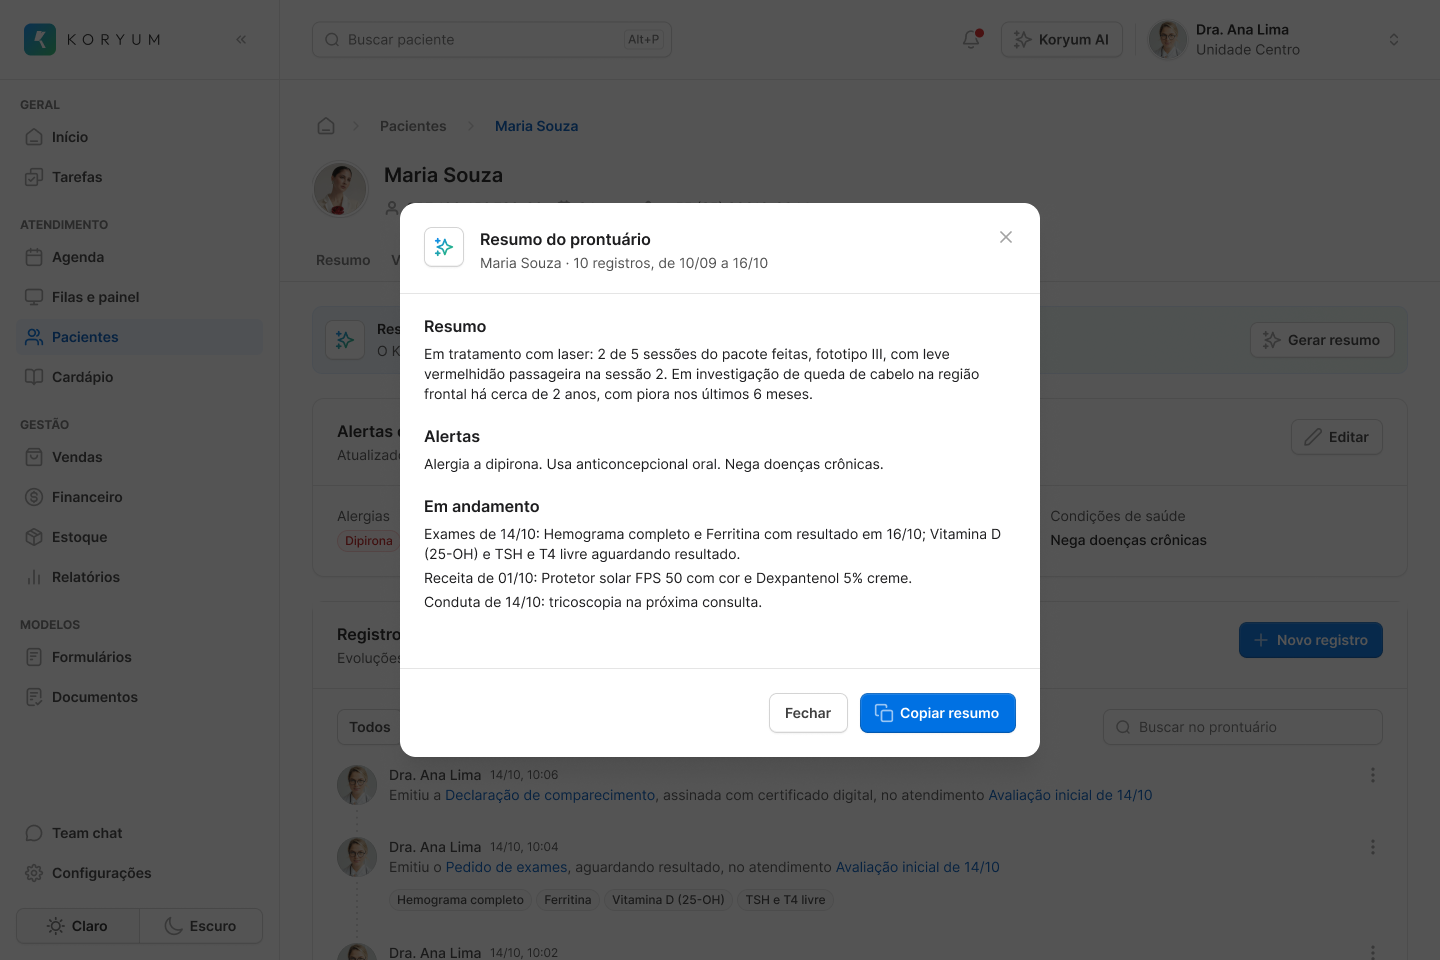 KORYUM
Buscar paciente
Alt+P
Koryum AI
Dra. Ana Lima
Unidade Centro
GERAL
Início
Tarefas
ATENDIMENTO
Agenda
Filas e painel
Pacientes
Cardápio
GESTÃO
Vendas
Financeiro
Estoque
Relatórios
MODELOS
Formulários
Documentos
Team chat
Configurações
Claro
Escuro
Pacientes
Maria Souza
Maria Souza
Resumo
Gerar resumo
Alertas
Editar
Alergias
Dipirona
Condições de saúde
Nega doenças crônicas
Novo registro
Todos
Buscar no prontuário
Resumo do prontuário
Maria Souza · 10 registros, de 10/09 a 16/10
Resumo
Em tratamento com laser: 2 de 5 sessões do pacote feitas, fototipo III, com leve
vermelhidão passageira na sessão 2. Em investigação de queda de cabelo na região
frontal há cerca de 2 anos, com piora nos últimos 6 meses.
Alertas
Alergia a dipirona. Usa anticoncepcional oral. Nega doenças crônicas.
Em andamento
Exames de 14/10: Hemograma completo e Ferritina com resultado em 16/10; Vitamina D
(25-OH) e TSH e T4 livre aguardando resultado.
Receita de 01/10: Protetor solar FPS 50 com cor e Dexpantenol 5% creme.
Conduta de 14/10: tricoscopia na próxima consulta.
Fechar
Copiar resumo
Dra. Ana Lima 14/10, 10:06
Emitiu a Declaração de comparecimento, assinada com certificado digital, no atendimento Avaliação inicial de 14/10
Dra. Ana Lima 14/10, 10:04
Emitiu o Pedido de exames, aguardando resultado, no atendimento Avaliação inicial de 14/10
Hemograma completo
Ferritina
Vitamina D (25-OH)
TSH e T4 livre
Dra. Ana Lima 14/10, 10:02